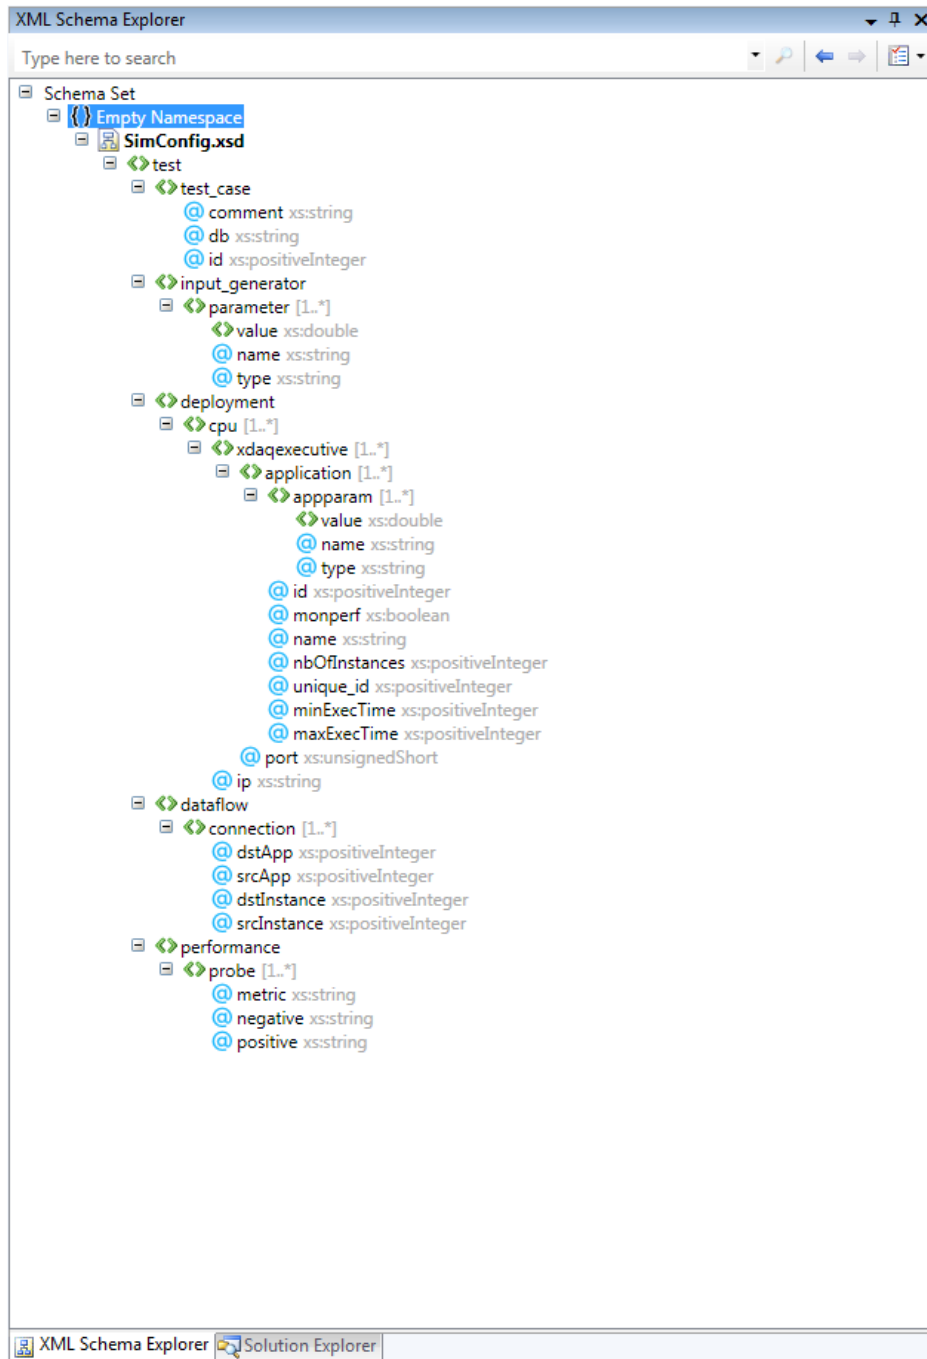 XML Schema Explorer
Type here to search
Schema Set
{} Empty Namespace
SimConfig.xsd
<> test
<> test_case
@ comment xs:string
@ db xs:string
@ id xs:positiveInteger
<> input_generator
<> parameter [1..*]
<> value xs:double
@ name xs:string
@ type xs:string
<> deployment
<> cpu [1..*]
<> xdaqexecutive [1..*]
<> application [1..*]
<> appparam [1..*]
<> value xs:double
@ name xs:string
@ type xs:string
@ id xs:positiveInteger
@ monperf xs:boolean
@ name xs:string
@ nbOfInstances xs:positiveInteger
@ unique_id xs:positiveInteger
@ minExecTime xs:positiveInteger
@ maxExecTime xs:positiveInteger
@ port xs:unsignedShort
@ ip xs:string
<> dataflow
<> connection [1..*]
@ dstApp xs:positiveInteger
@ srcApp xs:positiveInteger
@ dstInstance xs:positiveInteger
@ srcInstance xs:positiveInteger
<> performance
<> probe [1..*]
@ metric xs:string
@ negative xs:string
@ positive xs:string
XML Schema Explorer Solution Explorer